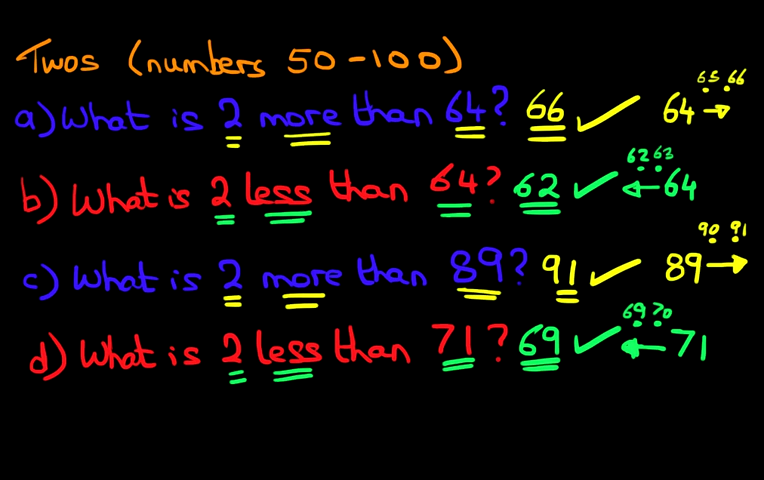 Twos (numbers 50-100)
65 66
a) What is 2 more than 64? 66 ✓ 64 →
62 63
b) What is 2 less than 64? 62 ✓ ← 64
90 91
c) What is 2 more than 89? 91 ✓ 89 →
69 70
d) What is 2 less than 71? 69 ✓ ← 71